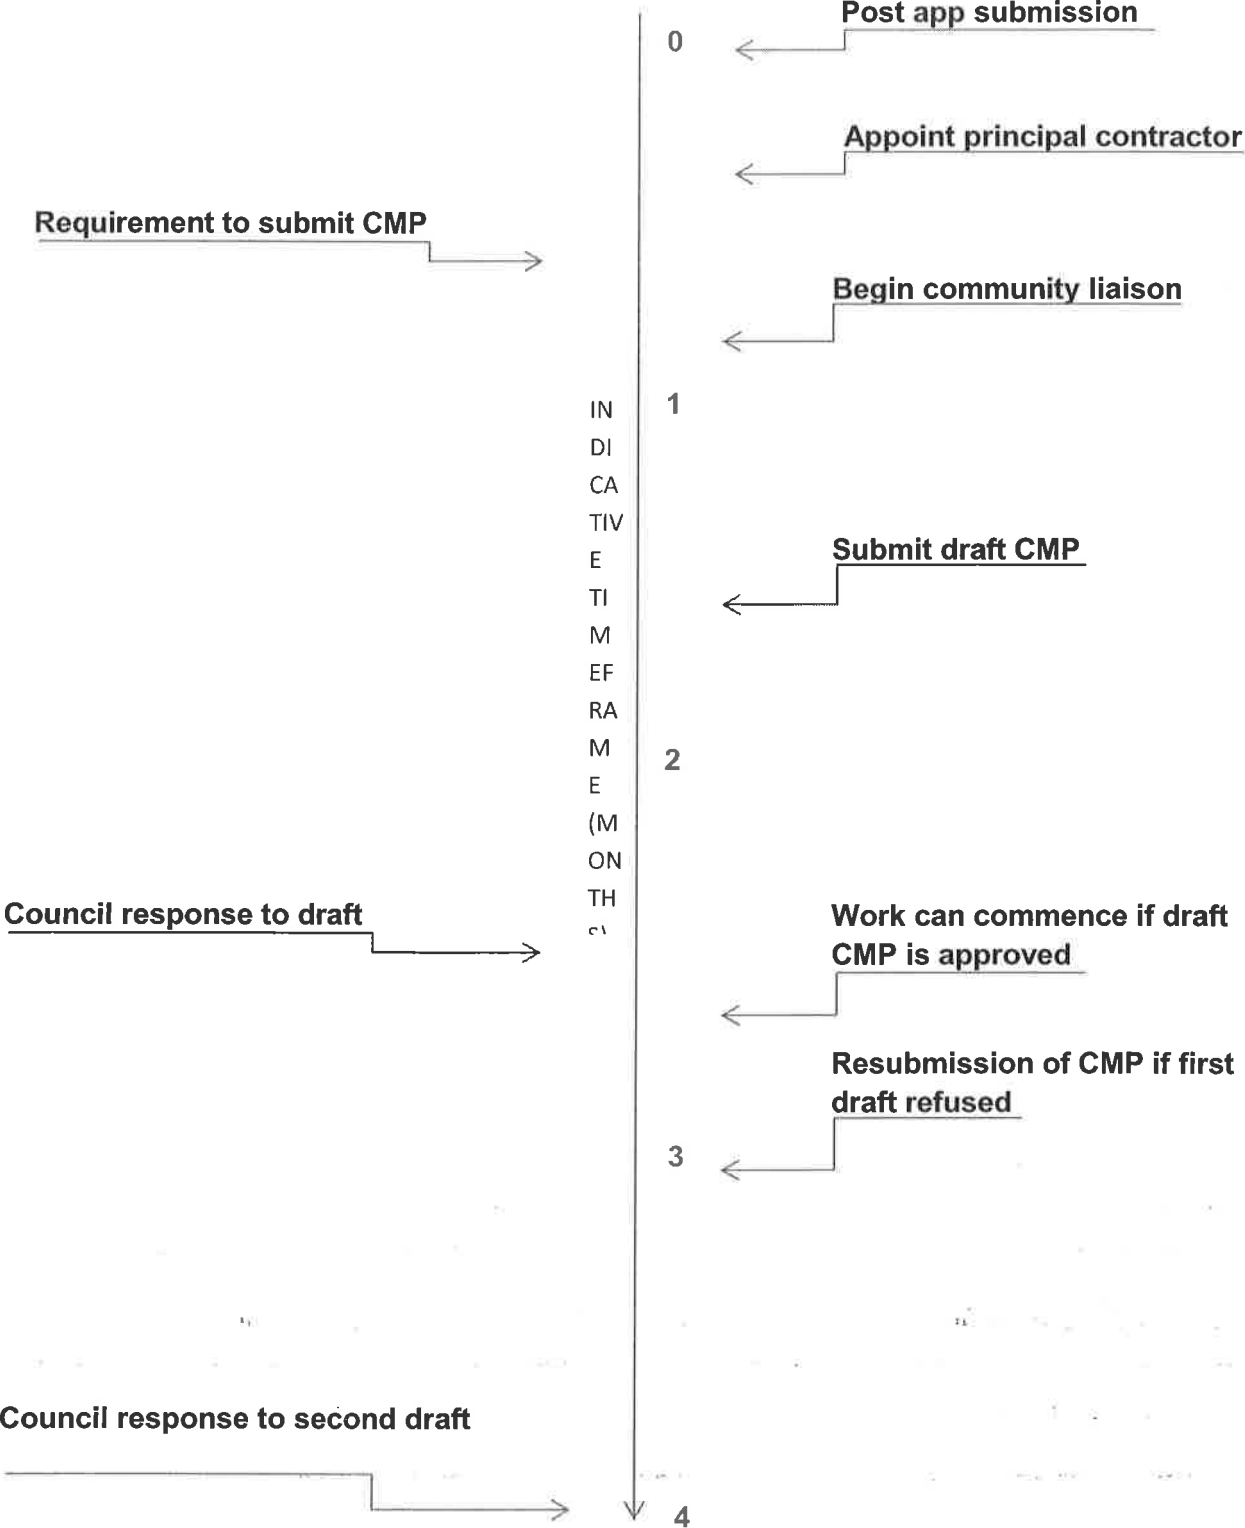 Post app submission
0
Appoint principal contractor
Requirement to submit CMP
Begin community liaison
1
IN
DI
CA
TIV
E
TI
M
EF
RA
M
E
(M
ON
TH
Submit draft CMP
2
Council response to draft
Work can commence if draft
CMP is approved
Resubmission of CMP if first
draft refused
3
Council response to second draft
4